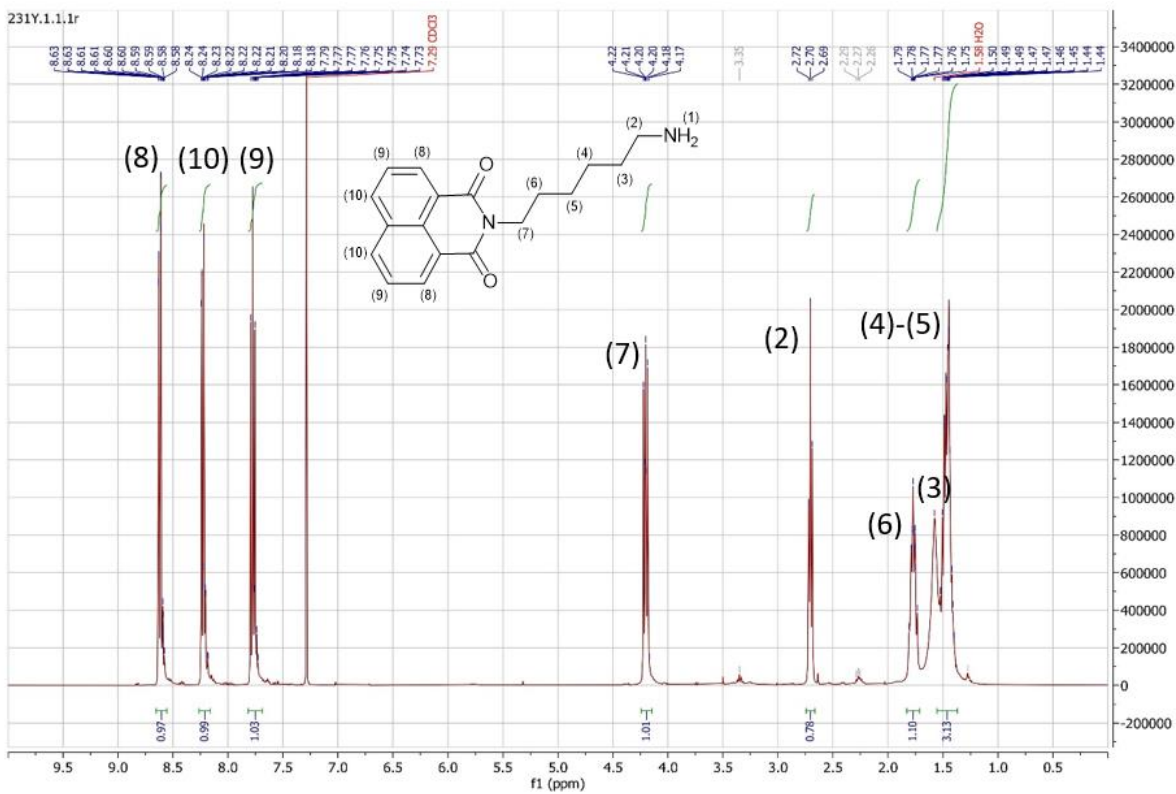 231Y.1.1.1r
8.63 8.63 8.61 8.61 8.60 8.60 8.59 8.59 8.58 8.58 8.24 8.24 8.23 8.22 8.22 8.22 8.21 8.20 8.18 8.18 7.79 7.77 7.77 7.76 7.75 7.75 7.74 7.73 7.29 CDCl3
4.22 4.21 4.20 4.20 4.18 4.17
3.35
2.72 2.70 2.69
2.29 2.27 2.26
1.79 1.78 1.77 1.77 1.76 1.75 1.58 H2O 1.50 1.49 1.49 1.47 1.47 1.46 1.45 1.44 1.44
3400000
3200000
3000000
2800000
2600000
2400000
2200000
2000000
1800000
1600000
1400000
1200000
1000000
800000
600000
400000
200000
0
-200000
(8) (10) (9)
(2) NH2 (1)
(9) (8) O (4)
(10) (6) (3)
N (5)
(10) (7)
O
(9) (8)
(7) (2) (4)-(5)
(6) (3)
0.97 0.99 1.03 1.01 0.78 1.10 3.13
9.5 9.0 8.5 8.0 7.5 7.0 6.5 6.0 5.5 5.0 4.5 4.0 3.5 3.0 2.5 2.0 1.5 1.0 0.5
f1 (ppm)